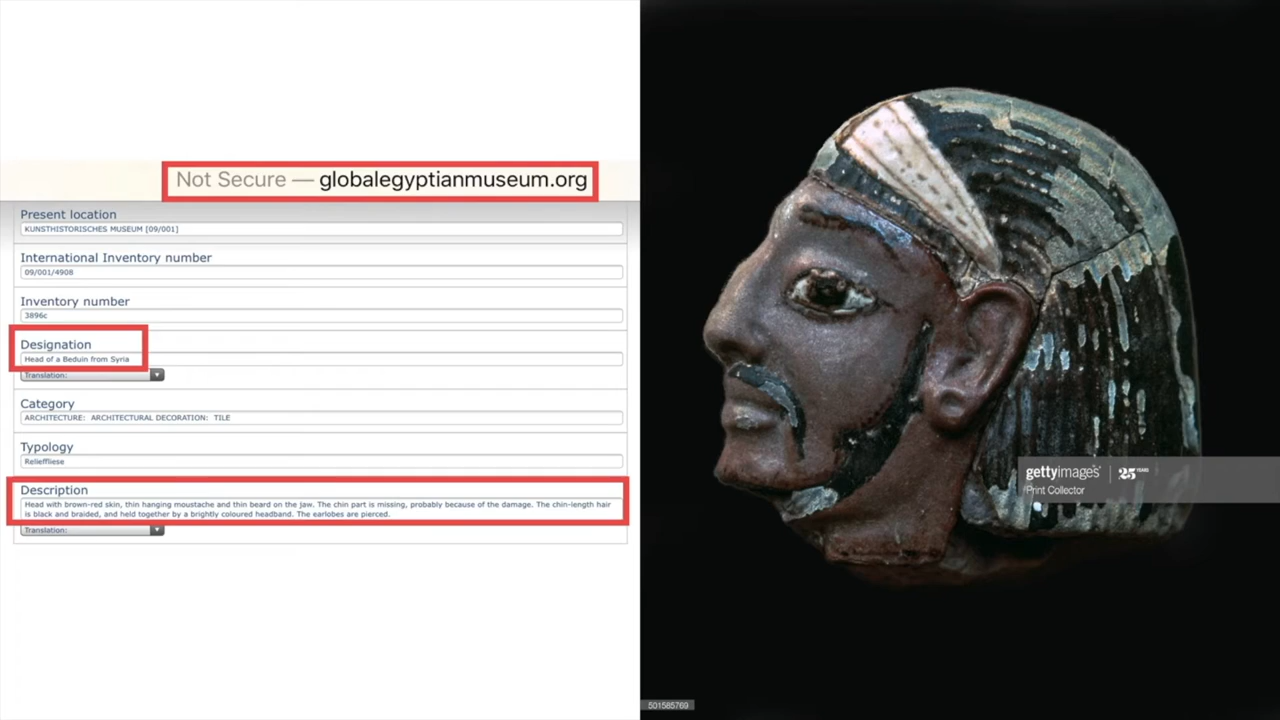 Not Secure — globalegyptianmuseum.org
Present location
KUNSTHISTORISCHES MUSEUM [09/001]
International Inventory number
09/001/4908
Inventory number
3896c
Designation
Head of a Beduin from Syria
Translation:
Category
ARCHITECTURE: ARCHITECTURAL DECORATION: TILE
Typology
Relieffliese
Description
Head with brown-red skin, thin hanging moustache and thin beard on the jaw. The chin part is missing, probably because of the damage. The chin-length hair
is black and braided, and held together by a brightly coloured headband. The earlobes are pierced.
Translation:
gettyimages® 25 YEARS
Print Collector
501585769